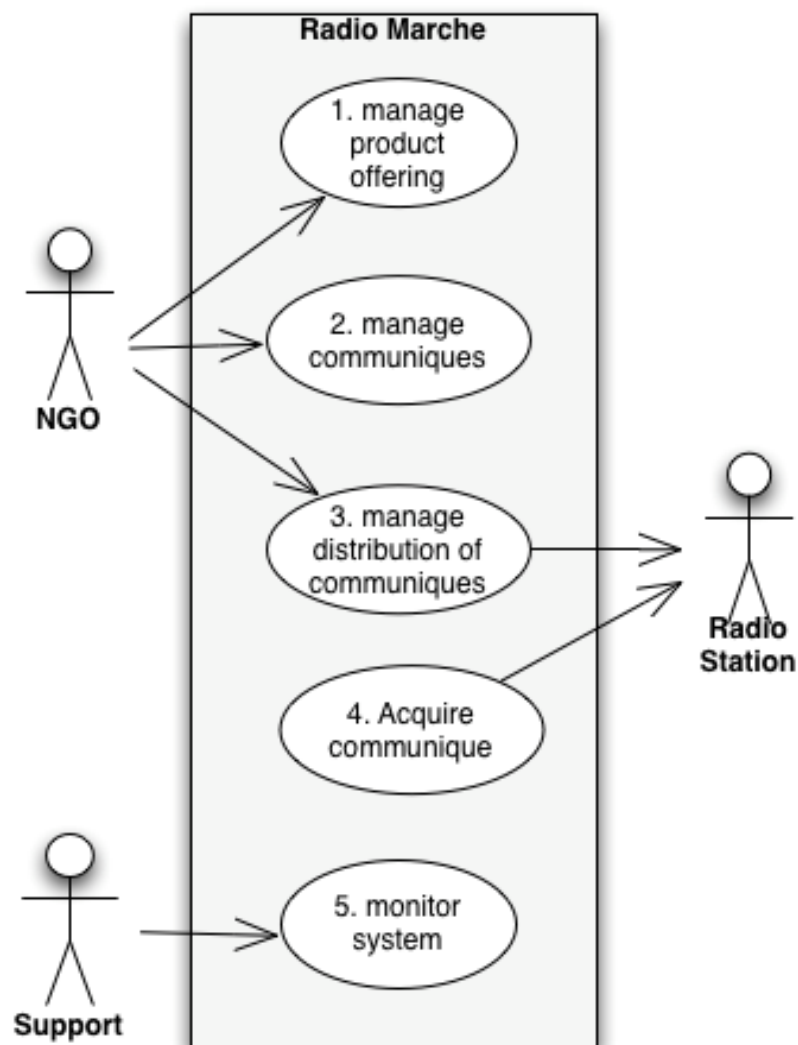 Radio Marche
1. manage
product
offering
NGO
2. manage
communiques
3. manage
distribution of
communiques
Radio
Station
4. Acquire
communique
5. monitor
system
Support